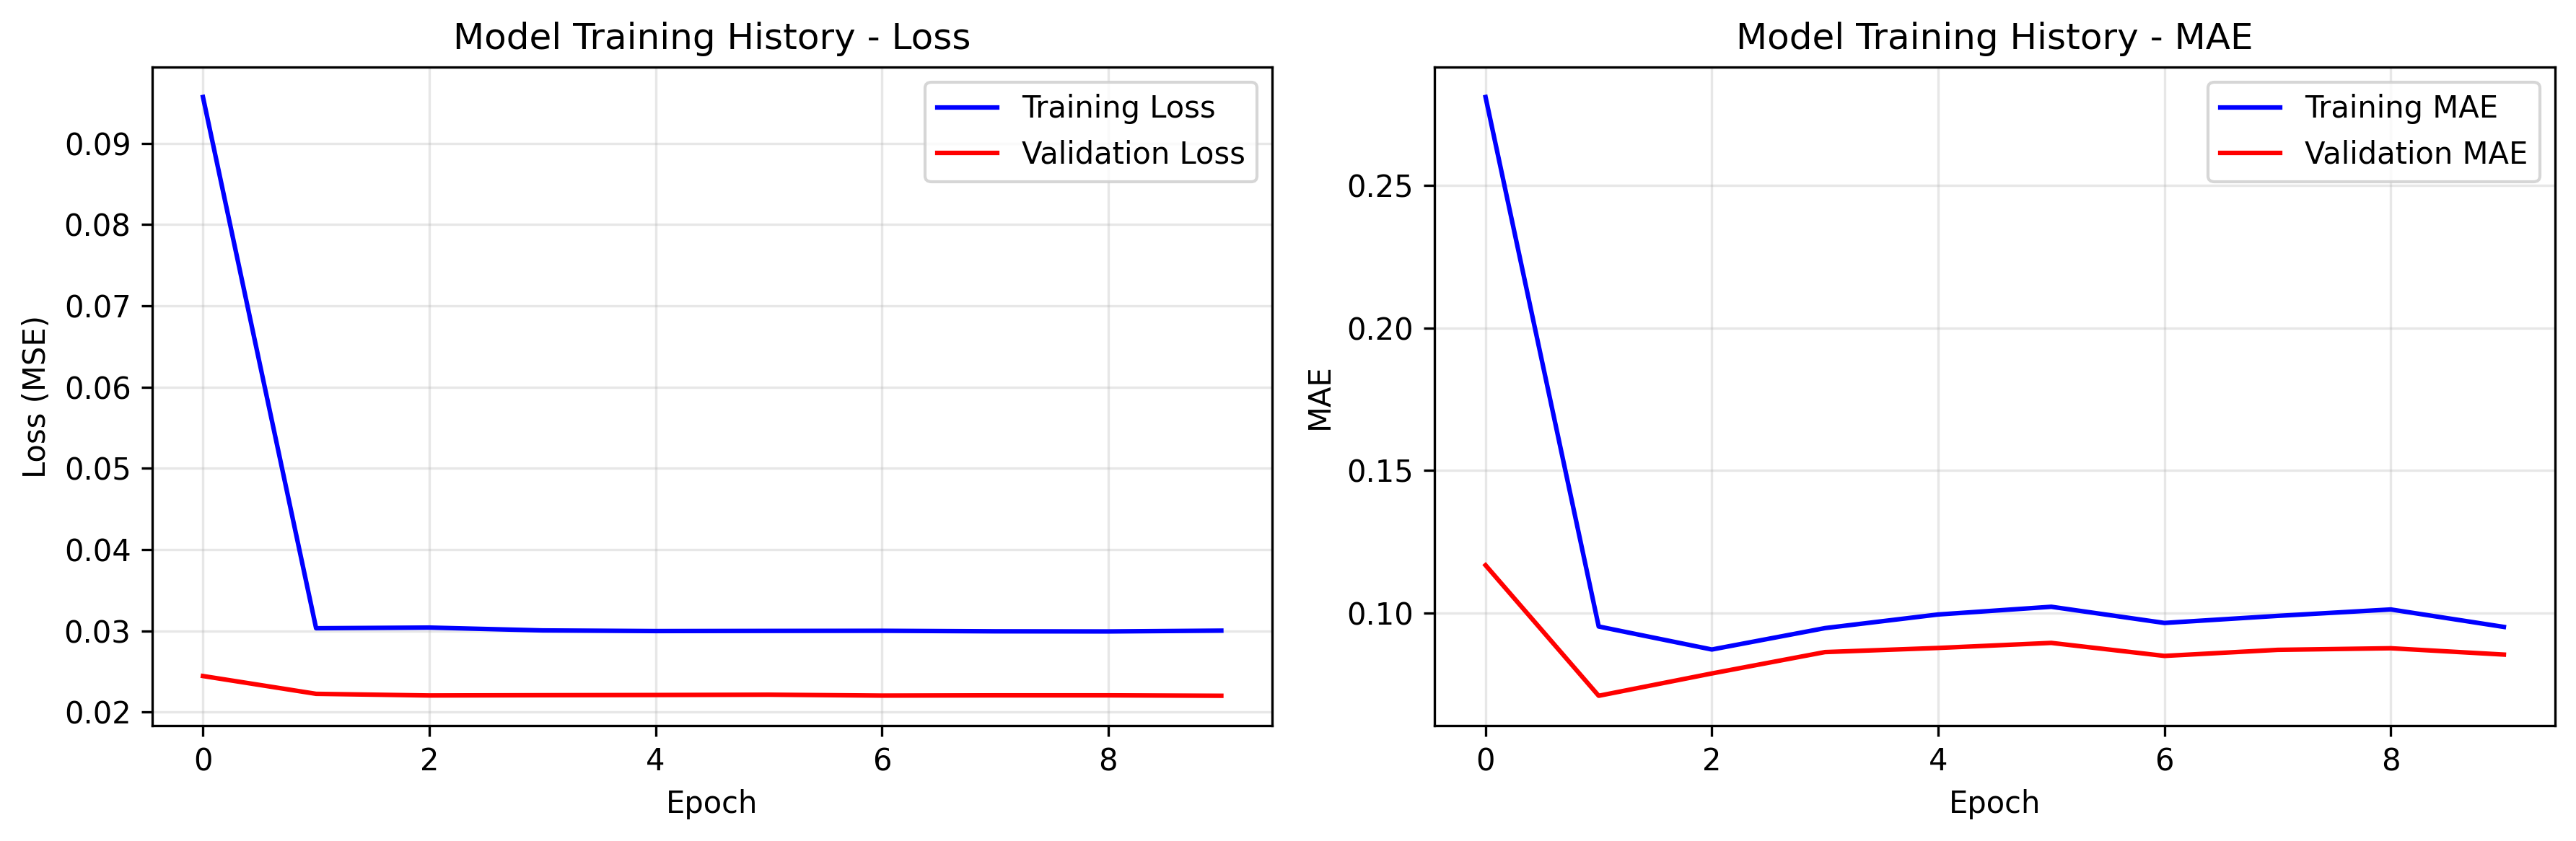 Model Training History - Loss
Training Loss
Validation Loss
0.09
0.08
0.07
0.06
0.05
0.04
0.03
0.02
Loss (MSE)
0 2 4 6 8
Epoch
Model Training History - MAE
Training MAE
Validation MAE
0.25
0.20
0.15
0.10
MAE
0 2 4 6 8
Epoch